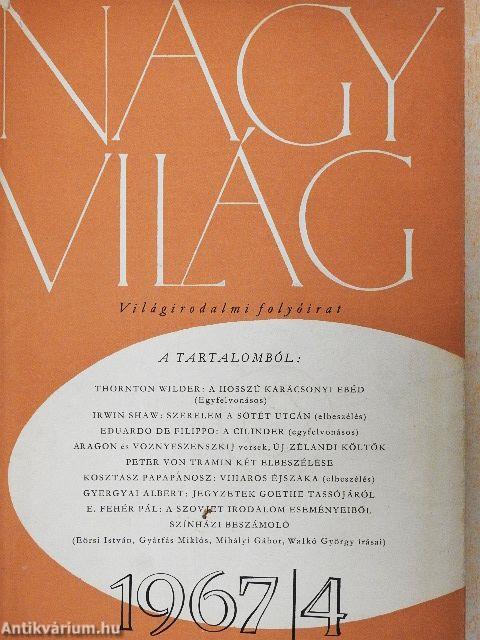 NAGY
VILÁG
Világirodalmi folyóirat
A TARTALOMBÓL:
THORNTON WILDER: A HOSSZÚ KARÁCSONYI EBÉD
(Egyfelvonásos)
IRWIN SHAW: SZERELEM A SÖTÉT UTCÁN (elbeszélés)
EDUARDO DE FILIPPO: A CILINDER (egyfelvonásos)
ARAGON és VOZNYESZENSZKIJ versek, ÚJ-ZÉLANDI KÖLTŐK
PETER VON TRAMIN KÉT ELBESZÉLÉSE
KOSZTASZ PAPAPÁNOSZ: VIHAROS ÉJSZAKA (elbeszélés)
GYERGYAI ALBERT: JEGYZETEK GOETHE TASSÓJÁRÓL
E. FEHÉR PÁL: A SZOVJET IRODALOM ESEMÉNYEIBŐL
SZÍNHÁZI BESZÁMOLÓ
(Eörsi István, Gyárfás Miklós, Mihályi Gábor, Walkó György írásai)
1967/4
Antikvárium.hu